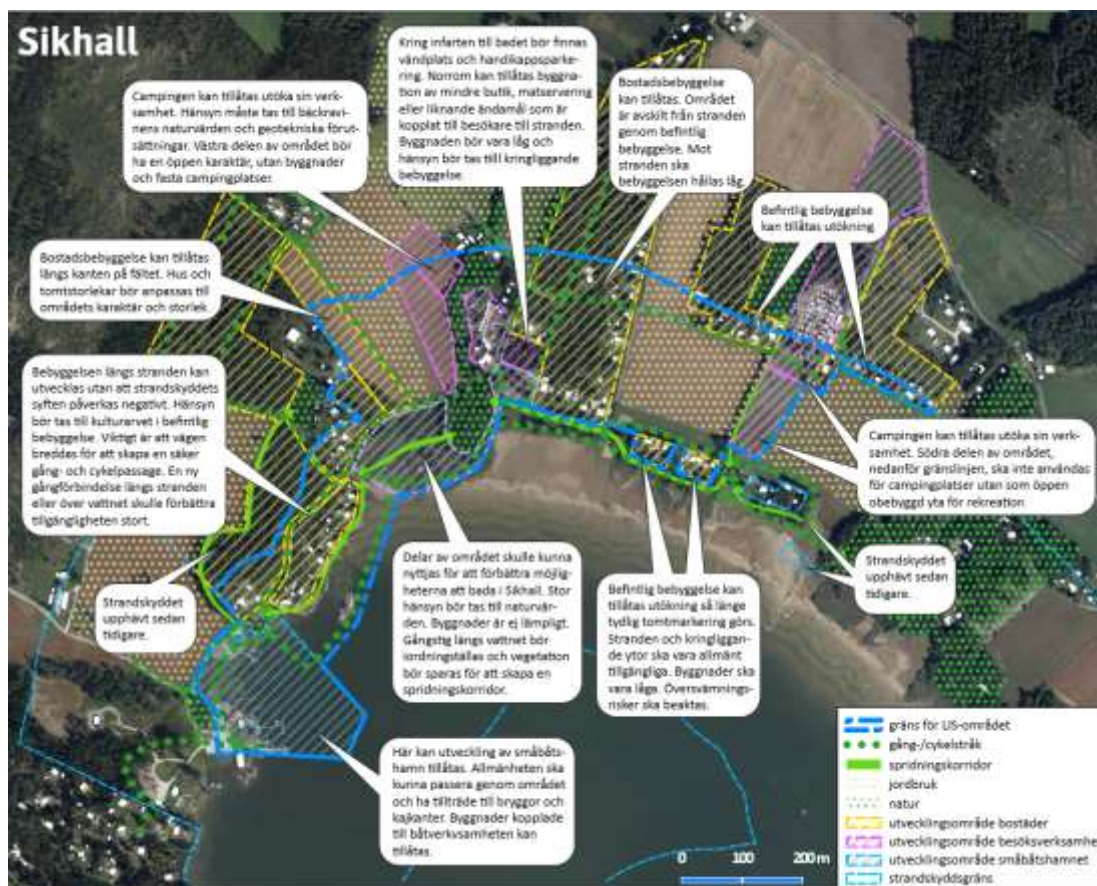 Sikhall
Campingen kan tillåtas utöka sin verk-
samhet. Hänsyn måste tas till bäckravi-
nens naturvärden och geotekniska förut-
sättningar. Västra delen av området bör
ha en öppen karaktär, utan byggnader
och fasta campingplatser.
Kring infarten till badet bör finnas
vändplats och handikappsparke-
ring. Norrom kan tillåtas byggna-
tion av mindre butik, matservering
eller liknande ändamål som är
kopplat till besökare till stranden.
Byggnaden bör vara låg och
hänsyn bör tas till kringliggande
bebyggelse.
Bostadsbebyggelse
kan tillåtas. Området
är avskilt från stranden
genom befintlig
bebyggelse. Mot
stranden ska
bebyggelsen hållas låg.
Befintlig bebyggelse
kan tillåtas utökning.
Bostadsbebyggelse kan tillåtas
längs kanten på fältet. Hus och
tomtstorlekar bör anpassas till
områdets karaktär och storlek.
Bebyggelsen längs stranden kan
utvecklas utan att strandskyddets
syften påverkas negativt. Hänsyn
bör tas till kulturarvet i befintlig
bebyggelse. Viktigt är att vägen
breddas för att skapa en säker
gång- och cykelpassage. En ny
gångförbindelse längs stranden
eller över vattnet skulle förbättra
tillgängligheten stort.
Campingen kan tillåtas utöka sin verk-
samhet. Södra delen av området,
nedanför gränslinjen, ska inte användas
för campingplatser utan som öppen
obebyggd yta för rekreation.
Strandskyddet
upphävt sedan
tidigare.
Delar av området skulle kunna
nyttjas för att förbättra möjlig-
heterna att bada i Sikhall. Stor
hänsyn bör tas till naturvär-
den. Byggnader är ej lämpligt.
Gångstig längs vattnet bör
iordningställas och vegetation
bör sparas för att skapa en
spridningskorridor.
Befintlig bebyggelse kan
tillåtas utökning så länge
tydlig tomtmarkering görs.
Stranden och kringliggan-
de ytor ska vara allmänt
tillgängliga. Byggnader ska
vara låga. Översvämnings-
risker ska beaktas.
Strandskyddet
upphävt sedan
tidigare.
Här kan utveckling av småbåts-
hamn tillåtas. Allmänheten ska
kunna passera genom området
och ha tillträde till bryggor och
kajkanter. Byggnader kopplade
till båtverkvsamheten kan
tillåtas.
gräns för LIS-området
gång-/cykelstråk
spridningskorridor
jordbruk
natur
utvecklingsområde bostäder
utvecklingsområde besöksverksamhe
utvecklingsområde småbåtshamnet
strandskyddsgräns
0 100 200 m